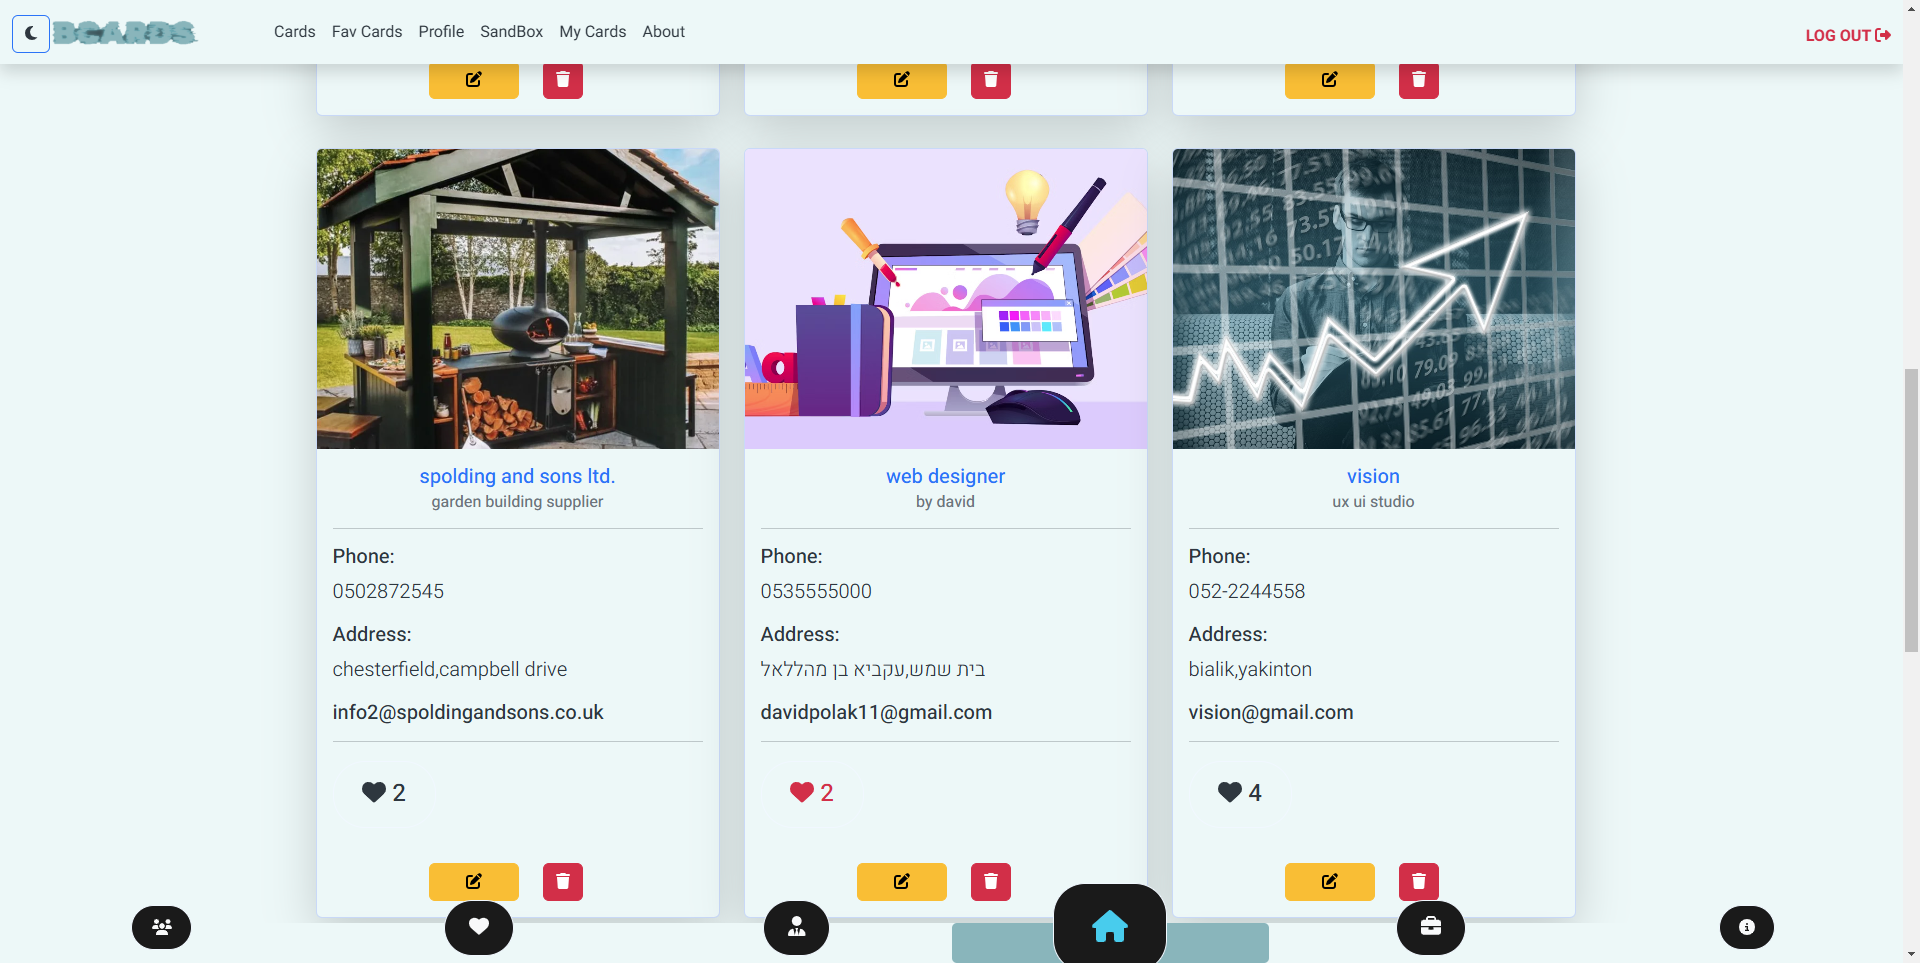 BCARDS
Cards
Fav Cards
Profile
SandBox
My Cards
About
LOG OUT
spolding and sons ltd.
garden building supplier
Phone:
0502872545
Address:
chesterfield,campbell drive
info2@spoldingandsons.co.uk
2
web designer
by david
Phone:
0535555000
Address:
בית שמש,עקביא בן מהללאל
davidpolak11@gmail.com
2
vision
ux ui studio
Phone:
052-2244558
Address:
bialik,yakinton
vision@gmail.com
4